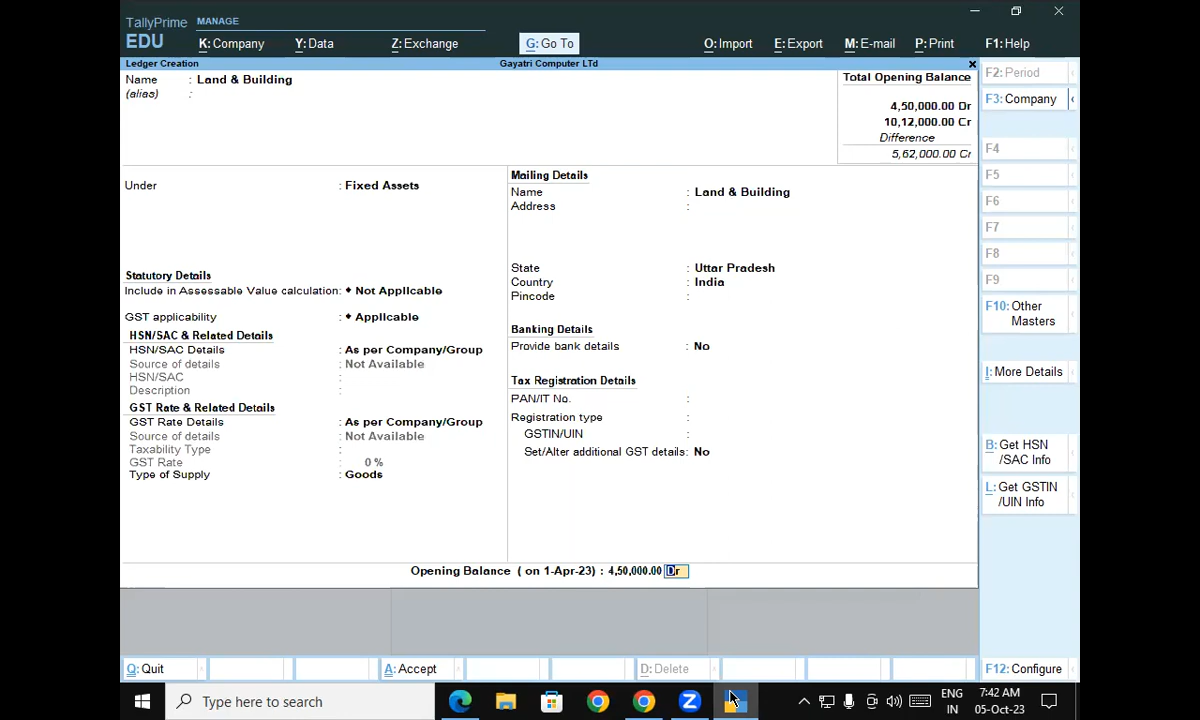 TallyPrime MANAGE
EDU
K: Company Y: Data Z: Exchange G: Go To O: Import E: Export M: E-mail P: Print F1: Help
Ledger Creation Gayatri Computer LTd
Name : Land & Building
(alias) :
Total Opening Balance
4,50,000.00 Dr
10,12,000.00 Cr
Difference
5,62,000.00 Cr
Under : Fixed Assets
Statutory Details
Include in Assessable Value calculation: ♦ Not Applicable
GST applicability : ♦ Applicable
HSN/SAC & Related Details
HSN/SAC Details : As per Company/Group
Source of details : Not Available
HSN/SAC :
Description :
GST Rate & Related Details
GST Rate Details : As per Company/Group
Source of details : Not Available
Taxability Type :
GST Rate : 0 %
Type of Supply : Goods
Mailing Details
Name : Land & Building
Address :
State : Uttar Pradesh
Country : India
Pincode :
Banking Details
Provide bank details : No
Tax Registration Details
PAN/IT No. :
Registration type :
GSTIN/UIN :
Set/Alter additional GST details: No
Opening Balance ( on 1-Apr-23) : 4,50,000.00 Dr
F2: Period
F3: Company
F4
F5
F6
F7
F8
F9
F10: Other
Masters
I: More Details
B: Get HSN
/SAC Info
L: Get GSTIN
/UIN Info
Q: Quit A: Accept D: Delete F12: Configure
Type here to search
ENG
IN
7:42 AM
05-Oct-23